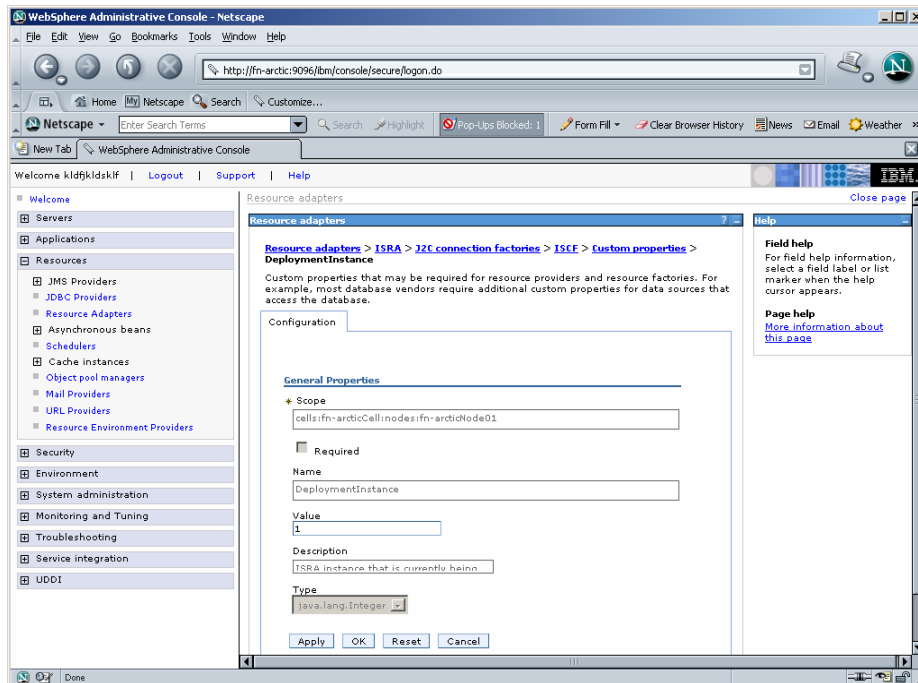 WebSphere Administrative Console - Netscape
File Edit View Go Bookmarks Tools Window Help
http://fn-arctic:9096/ibm/console/secure/logon.do
N
Home My Netscape Search Customize...
Netscape Enter Search Terms Search Highlight Pop-Ups Blocked: 1 Form Fill Clear Browser History News Email Weather »
New Tab WebSphere Administrative Console
Welcome kldfjkldsklf | Logout | Support | Help
IBM.
Welcome
Servers
Applications
Resources
JMS Providers
JDBC Providers
Resource Adapters
Asynchronous beans
Schedulers
Cache instances
Object pool managers
Mail Providers
URL Providers
Resource Environment Providers
Security
Environment
System administration
Monitoring and Tuning
Troubleshooting
Service integration
UDDI
Resource adapters
Close page
Resource adapters ? –
Resource adapters > ISRA > J2C connection factories > ISCF > Custom properties >
DeploymentInstance
Custom properties that may be required for resource providers and resource factories. For
example, most database vendors require additional custom properties for data sources that
access the database.
Configuration
General Properties
* Scope
cells:fn-arcticCell:nodes:fn-arcticNode01
Required
Name
DeploymentInstance
Value
1
Description
ISRA instance that is currently being
Type
java.lang.Integer
Apply OK Reset Cancel
Help –
Field help
For field help information,
select a field label or list
marker when the help
cursor appears.
Page help
More information about
this page
Done